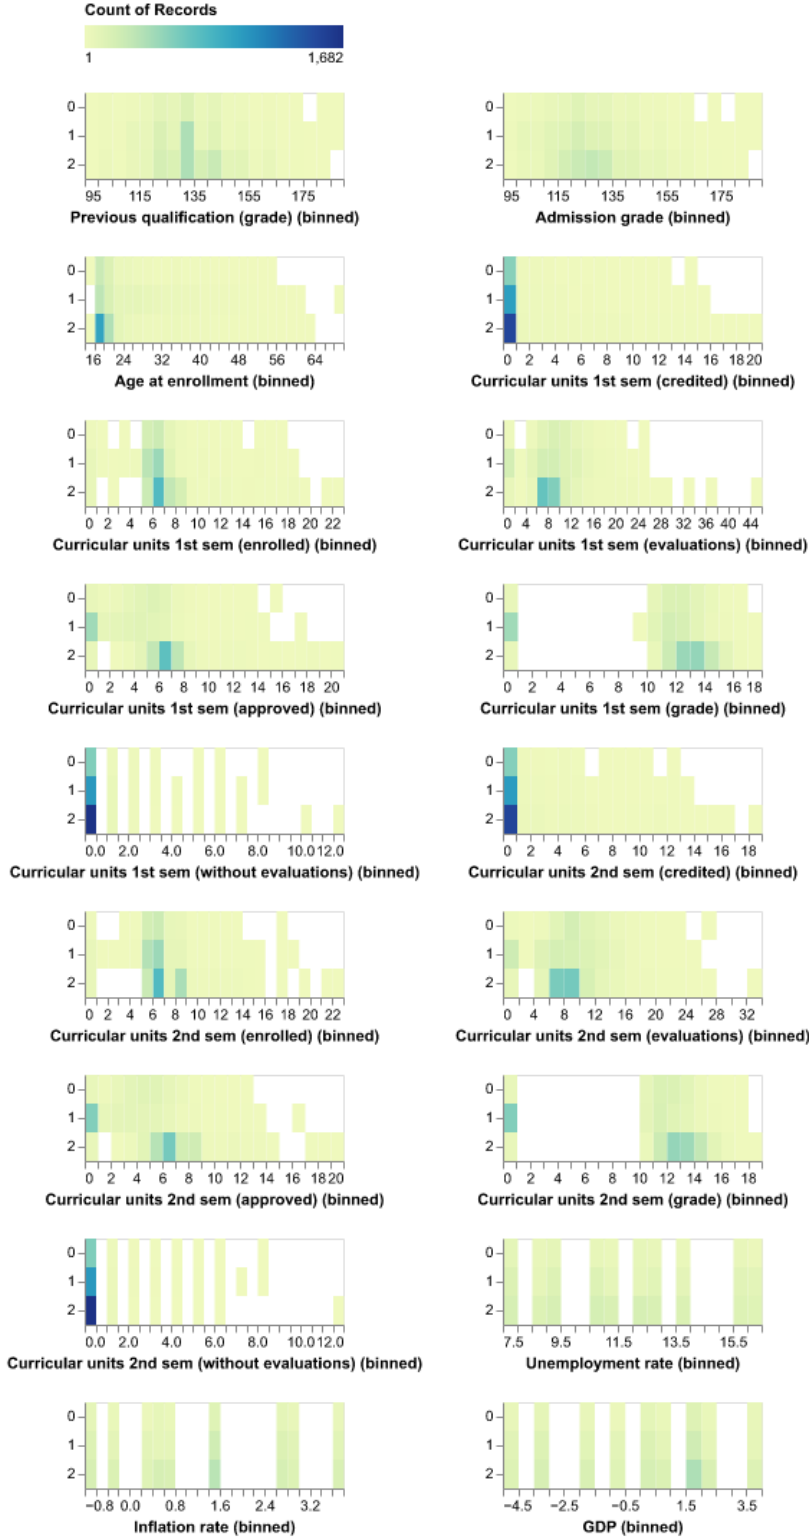 Count of Records
1 1,682
0
1
2
95 115 135 155 175
Previous qualification (grade) (binned)
0
1
2
95 115 135 155 175
Admission grade (binned)
0
1
2
16 24 32 40 48 56 64
Age at enrollment (binned)
0
1
2
0 2 4 6 8 10 12 14 16 18 20
Curricular units 1st sem (credited) (binned)
0
1
2
0 2 4 6 8 10 12 14 16 18 20 22
Curricular units 1st sem (enrolled) (binned)
0
1
2
0 4 8 12 16 20 24 28 32 36 40 44
Curricular units 1st sem (evaluations) (binned)
0
1
2
0 2 4 6 8 10 12 14 16 18 20
Curricular units 1st sem (approved) (binned)
0
1
2
0 2 4 6 8 10 12 14 16 18
Curricular units 1st sem (grade) (binned)
0
1
2
0.0 2.0 4.0 6.0 8.0 10.0 12.0
Curricular units 1st sem (without evaluations) (binned)
0
1
2
0 2 4 6 8 10 12 14 18
Curricular units 2nd sem (credited) (binned)
0
1
2
0 2 4 6 8 10 12 14 16 18 20 22
Curricular units 2nd sem (enrolled) (binned)
0
1
2
0 4 8 12 16 20 24 28 32
Curricular units 2nd sem (evaluations) (binned)
0
1
2
0 2 4 6 8 10 12 14 16 18 20
Curricular units 2nd sem (approved) (binned)
0
1
2
0 2 4 6 8 10 12 14 16 18
Curricular units 2nd sem (grade) (binned)
0
1
2
0.0 2.0 4.0 6.0 8.0 10.0 12.0
Curricular units 2nd sem (without evaluations) (binned)
0
1
2
7.5 9.5 11.5 13.5 15.5
Unemployment rate (binned)
0
1
2
−0.8 0.0 0.8 1.6 2.4 3.2
Inflation rate (binned)
0
1
2
−4.5 −2.5 −0.5 1.5 3.5
GDP (binned)